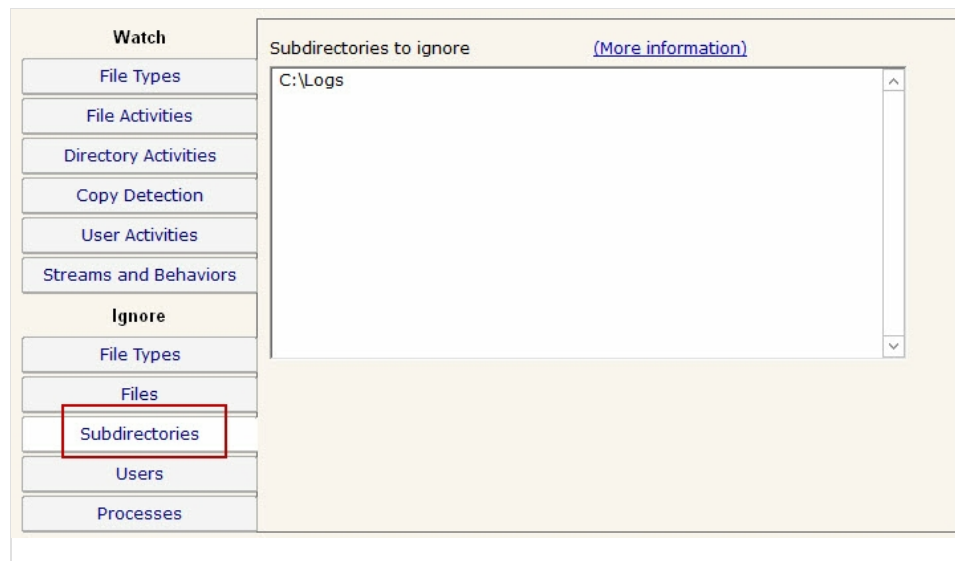 Watch
File Types
File Activities
Directory Activities
Copy Detection
User Activities
Streams and Behaviors
Ignore
File Types
Files
Subdirectories
Users
Processes
Subdirectories to ignore (More information)
C:\Logs